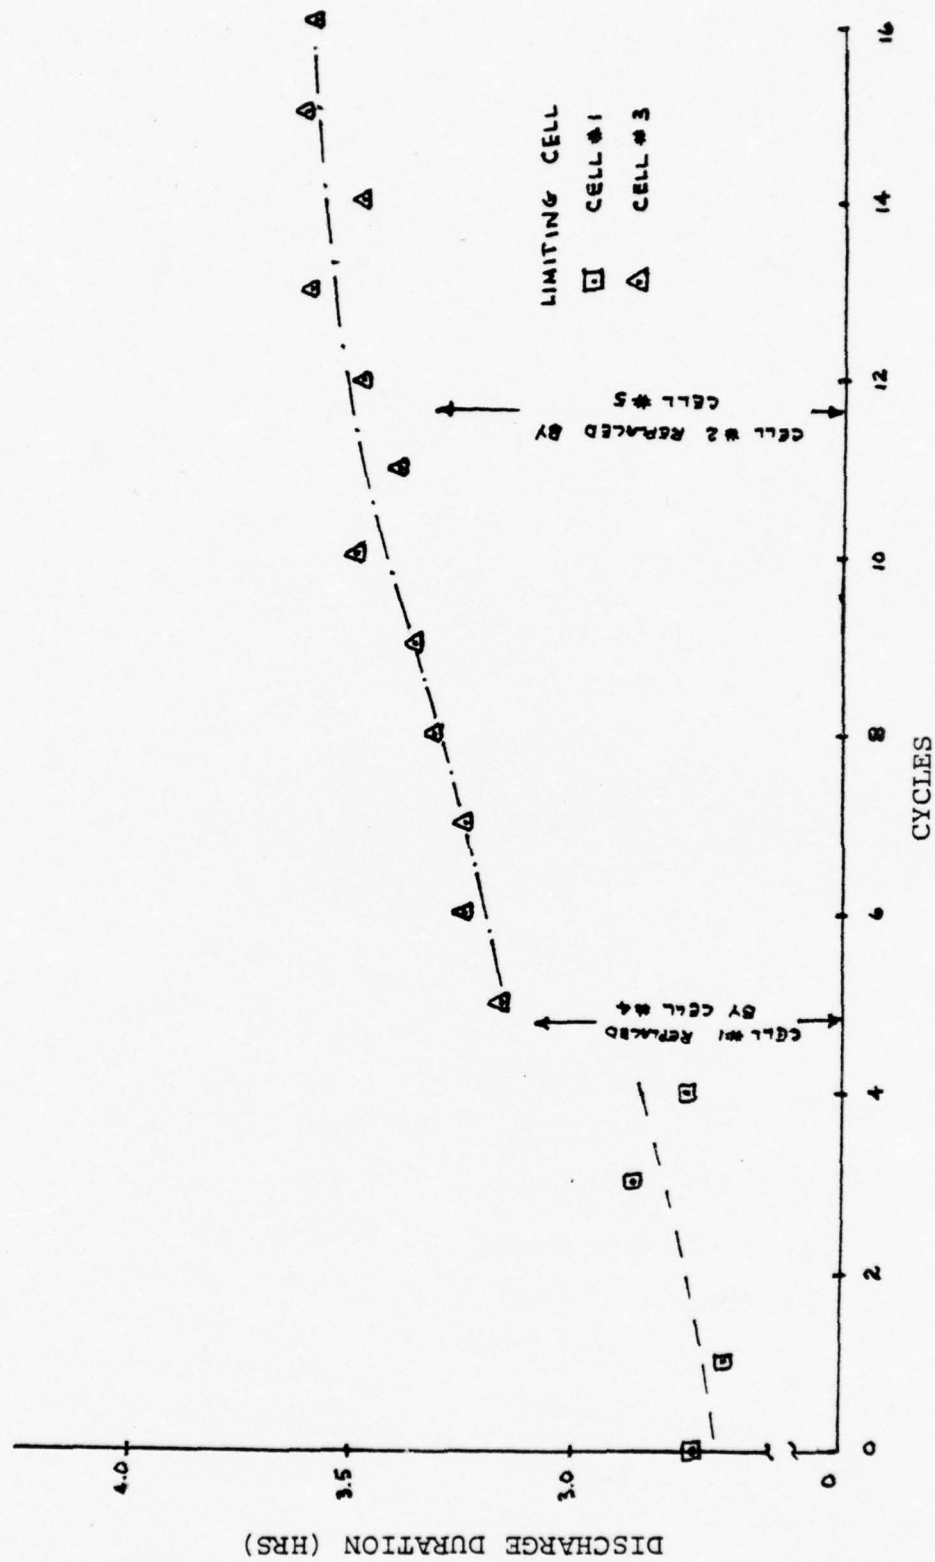 DISCHARGE DURATION (HRS)
4.0
3.5
3.0
0
LIMITING CELL
CELL #1
CELL #3
CELL #1 REPLACED
BY CELL #4
CELL #2 REPLACED BY
CELL #5
0
2
4
6
8
10
12
14
16
CYCLES